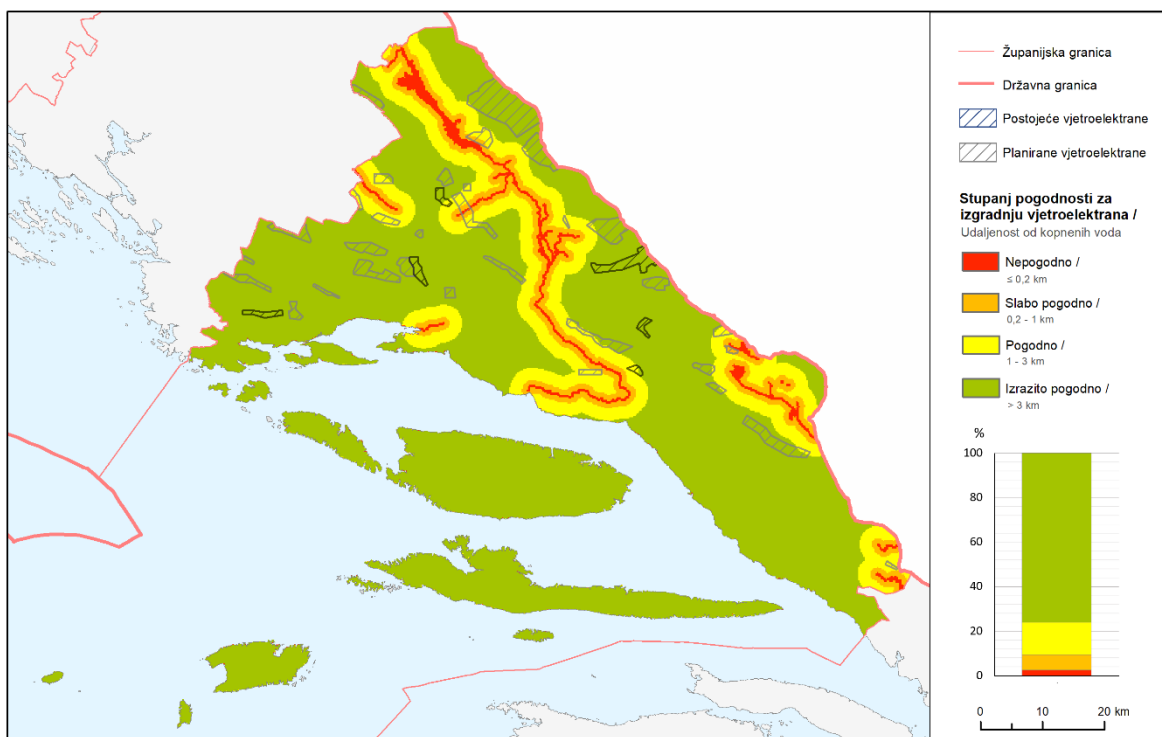 Županijska granica
Državna granica
Postojeće vjetroelektrane
Planirane vjetroelektrane
Stupanj pogodnosti za
izgradnju vjetroelektrana /
Udaljenost od kopnenih voda
Nepogodno /
≤ 0,2 km
Slabo pogodno /
0,2 - 1 km
Pogodno /
1 - 3 km
Izrazito pogodno /
> 3 km
%
100
80
60
40
20
0
0 10 20 km